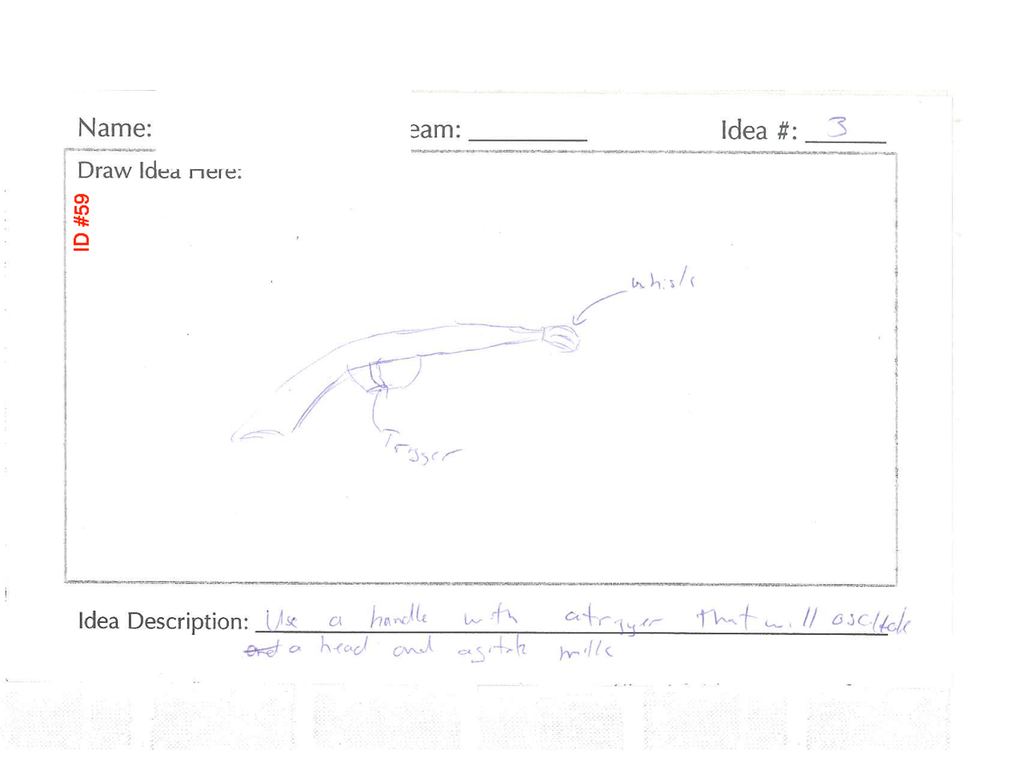 Name:
eam:
Idea #: 3
Draw Idea Here:
ID #59
whisk
Trigger
Idea Description: Use a handle with a trigger that will oscillate
and a head and agitate milk